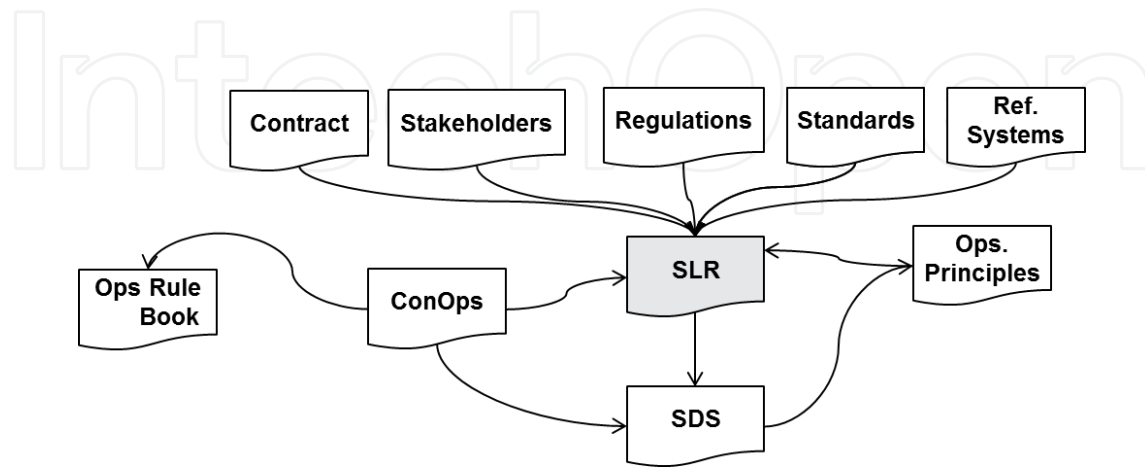 IntechOpen
Contract
Stakeholders
Regulations
Standards
Ref.
Systems
SLR
Ops.
Principles
Ops Rule
Book
ConOps
SDS